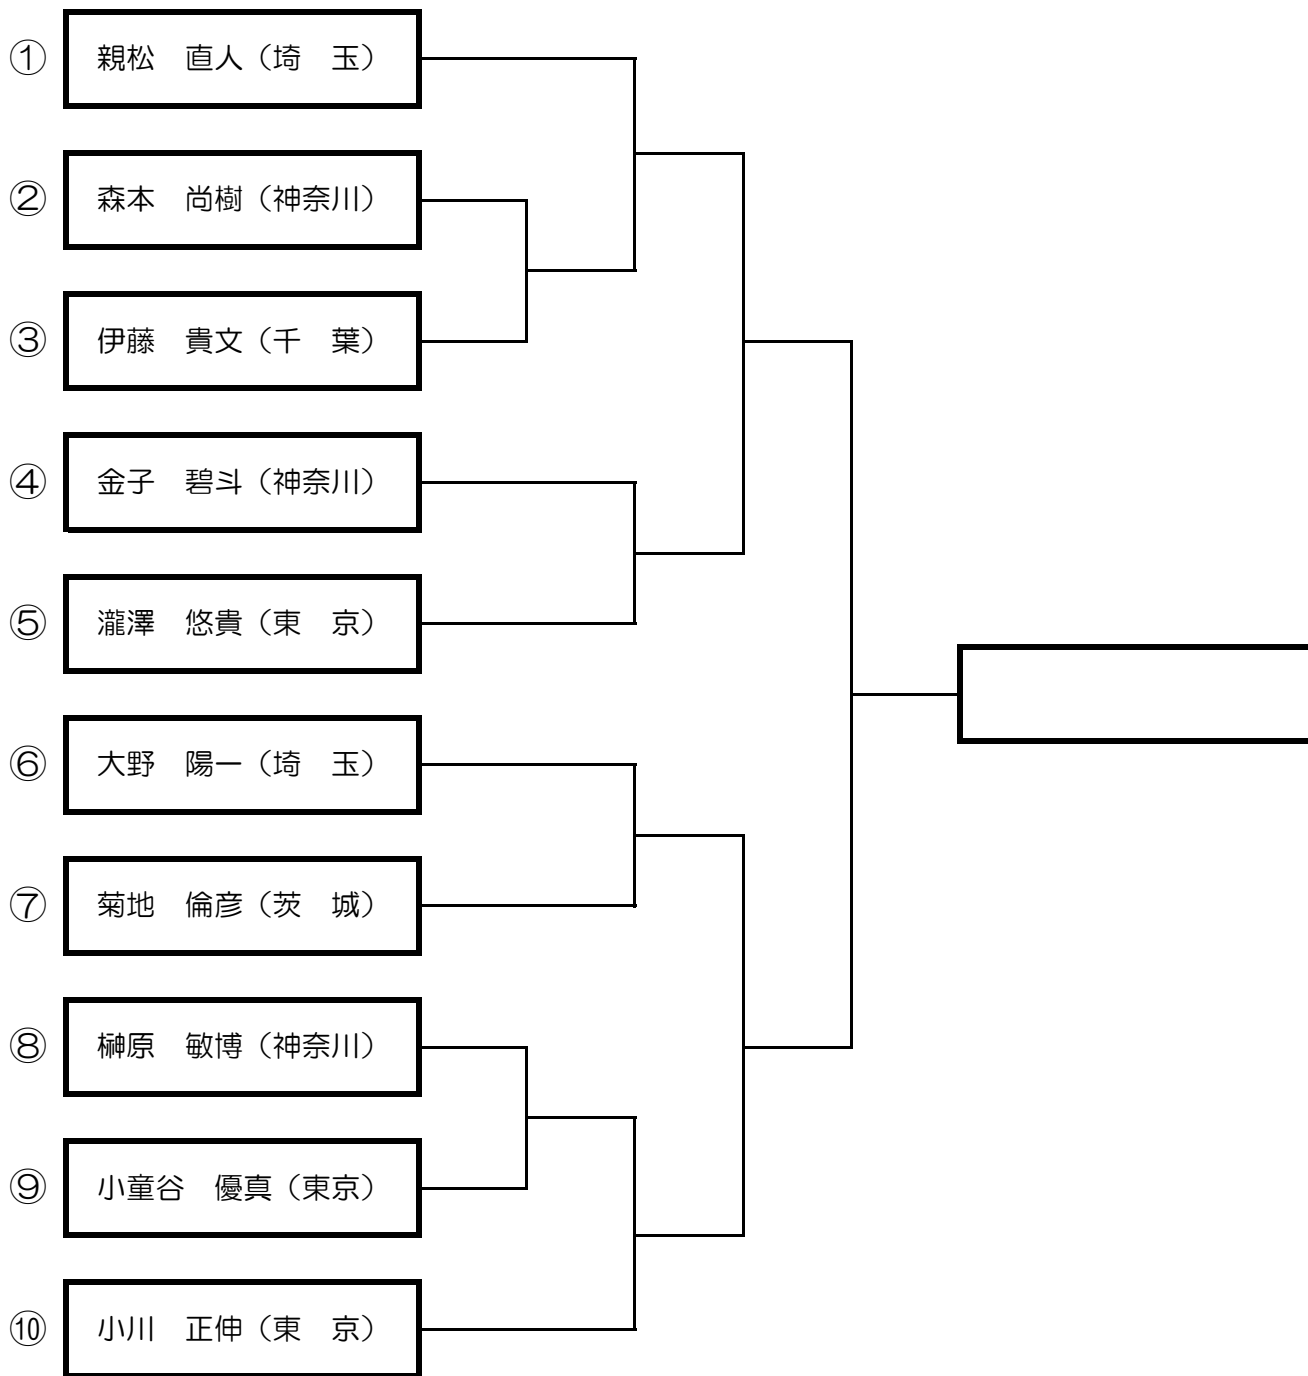 ① 親松　直人（埼　玉）
② 森本　尚樹（神奈川）
③ 伊藤　貴文（千　葉）
④ 金子　碧斗（神奈川）
⑤ 瀧澤　悠貴（東　京）
⑥ 大野　陽一（埼　玉）
⑦ 菊地　倫彦（茨　城）
⑧ 榊原　敏博（神奈川）
⑨ 小童谷　優真（東京）
⑩ 小川　正伸（東　京）